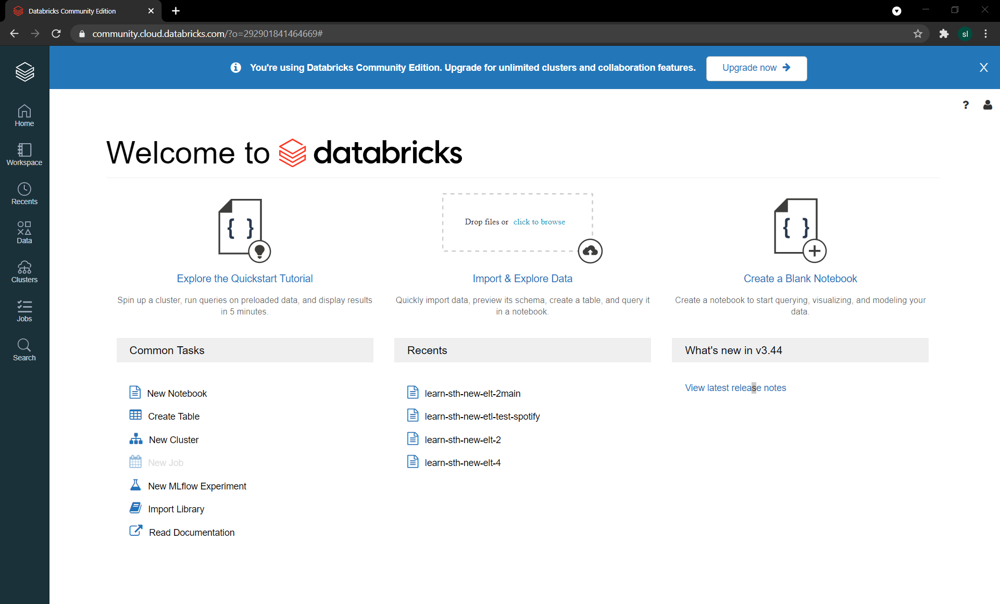 Databricks Community Edition
community.cloud.databricks.com/?o=292901841464669#
sl
You're using Databricks Community Edition. Upgrade for unlimited clusters and collaboration features.
Upgrade now
X
?
Home
Workspace
Recents
Data
Clusters
Jobs
Search
Welcome to databricks
{ }
Drop files or click to browse
{ }
Explore the Quickstart Tutorial
Spin up a cluster, run queries on preloaded data, and display results
in 5 minutes.
Import & Explore Data
Quickly import data, preview its schema, create a table, and query it
in a notebook.
Create a Blank Notebook
Create a notebook to start querying, visualizing, and modeling your
data.
Common Tasks
New Notebook
Create Table
New Cluster
New Job
New MLflow Experiment
Import Library
Read Documentation
Recents
learn-sth-new-elt-2main
learn-sth-new-etl-test-spotify
learn-sth-new-elt-2
learn-sth-new-elt-4
What's new in v3.44
View latest release notes